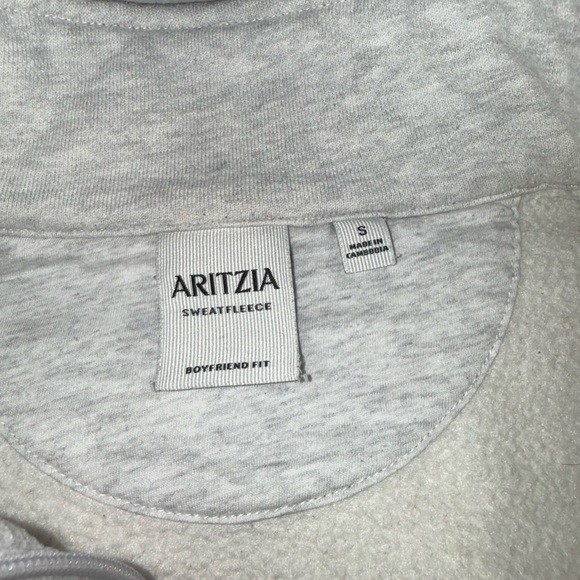 ARITZIA
SWEATFLEECE
BOYFRIEND FIT
S
MADE IN
CAMBODIA